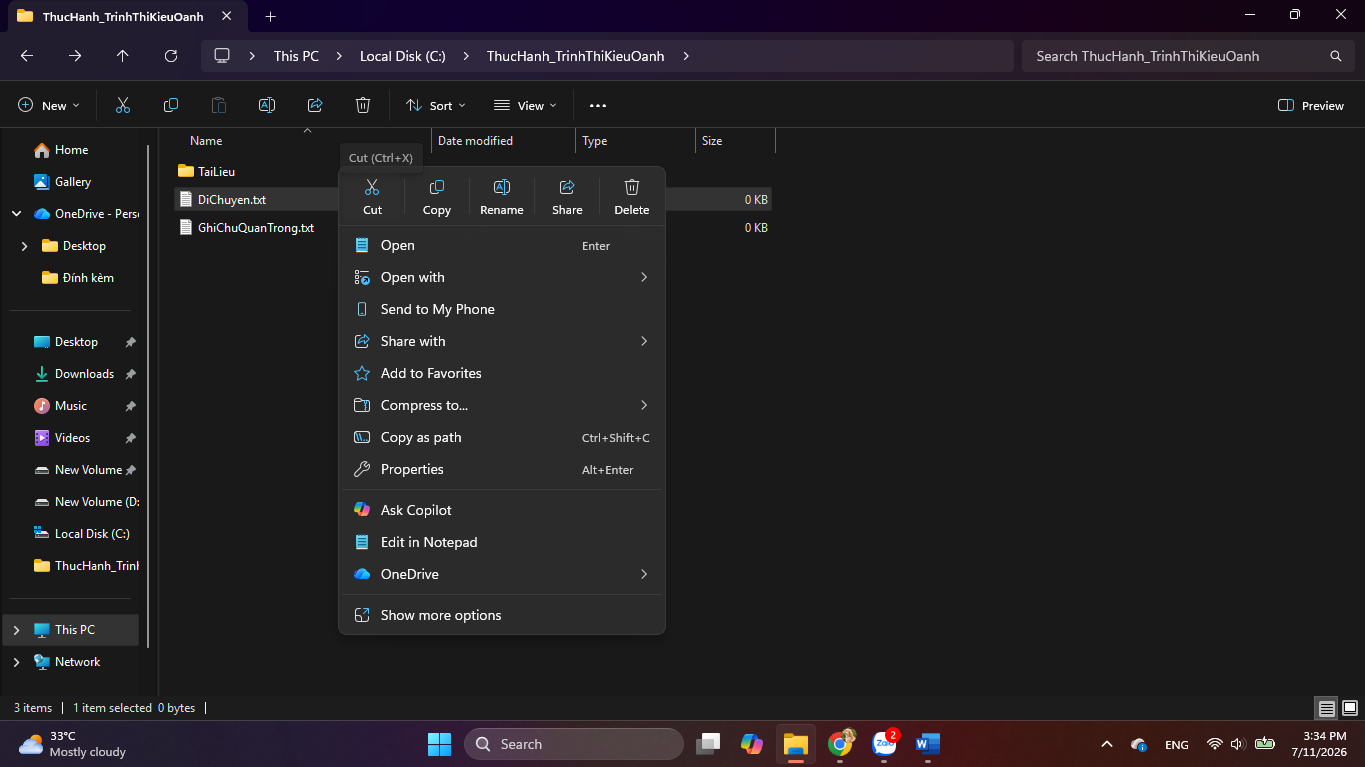 ThucHanh_TrinhThiKieuOanh
This PC Local Disk (C:) ThucHanh_TrinhThiKieuOanh
Search ThucHanh_TrinhThiKieuOanh
New Sort View Preview
Name Date modified Type Size
Cut (Ctrl+X)
Home
Gallery
OneDrive - Perso
Desktop
Đính kèm
Desktop
Downloads
Music
Videos
New Volume
New Volume (D:
Local Disk (C:)
ThucHanh_Trinh
This PC
Network
TaiLieu
DiChuyen.txt 0 KB
GhiChuQuanTrong.txt 0 KB
Cut Copy Rename Share Delete
Open Enter
Open with
Send to My Phone
Share with
Add to Favorites
Compress to...
Copy as path Ctrl+Shift+C
Properties Alt+Enter
Ask Copilot
Edit in Notepad
OneDrive
Show more options
3 items 1 item selected 0 bytes
33°C
Mostly cloudy
Search
Zalo
2
W
ENG
3:34 PM
7/11/2026